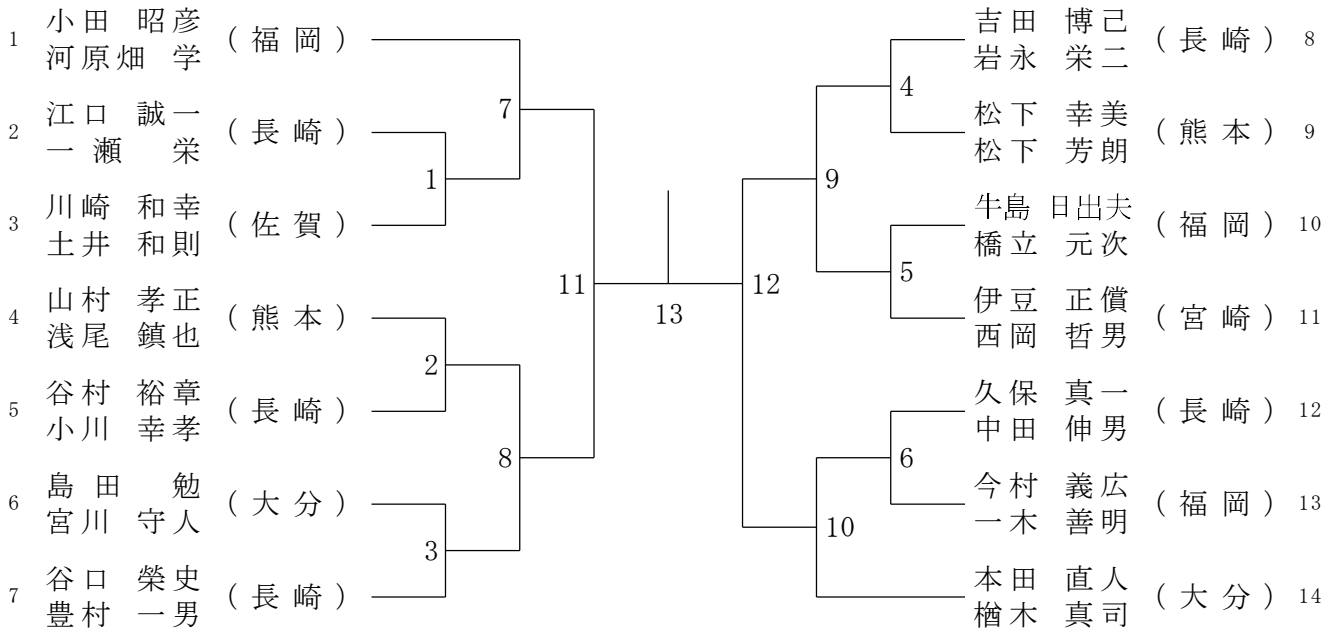 1 小田 昭彦 (福岡)
河原畑 学
2 江口 誠一 (長崎)
一瀬 栄
3 川崎 和幸 (佐賀)
土井 和則
4 山村 孝正 (熊本)
浅尾 鎮也
5 谷村 裕章 (長崎)
小川 幸孝
6 島田 勉 (大分)
宮川 守人
7 谷口 榮史 (長崎)
豊村 一男
7
1
11
2
8
3
13
12
4
9
5
6
10
吉田 博己 (長崎) 8
岩永 栄二
松下 幸美 (熊本) 9
松下 芳朗
牛島 日出夫 (福岡) 10
橋立 元次
伊豆 正償 (宮崎) 11
西岡 哲男
久保 真一 (長崎) 12
中田 伸男
今村 義広 (福岡) 13
一木 善明
本田 直人 (大分) 14
楢木 真司